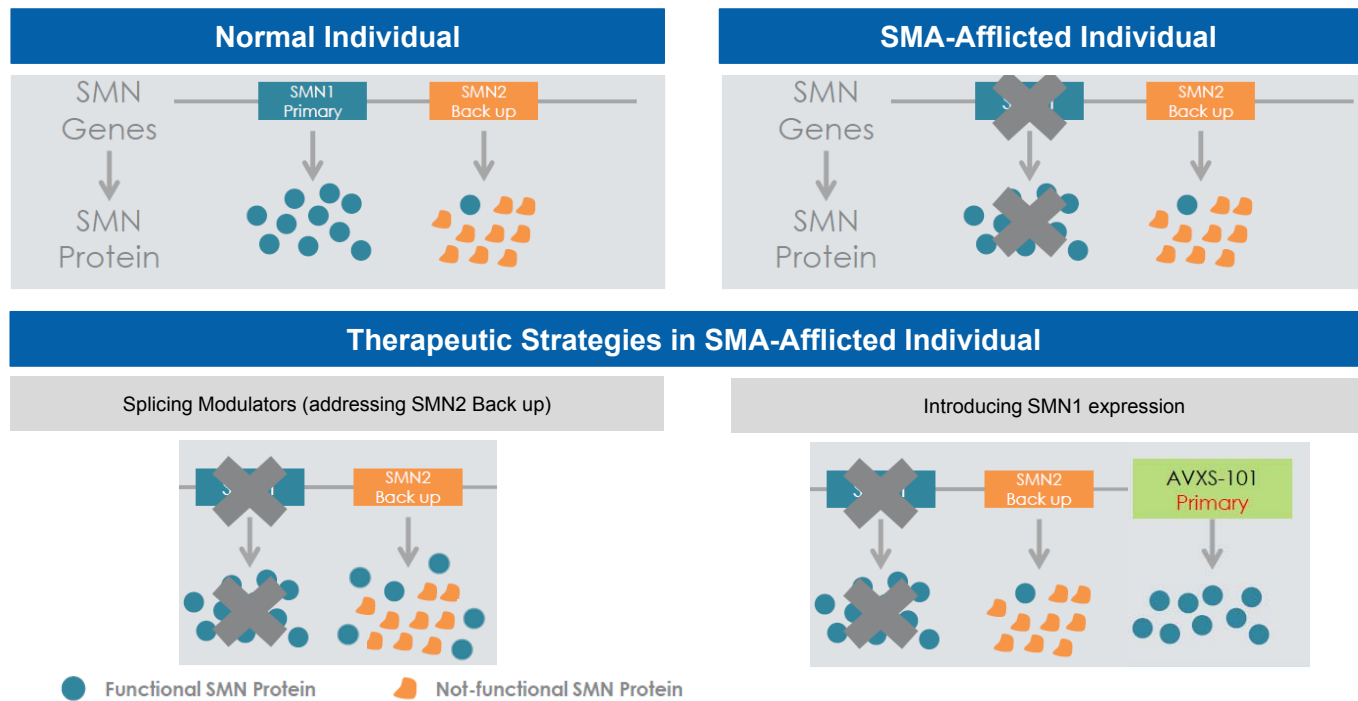 Normal Individual
SMA-Afflicted Individual
SMN
Genes
SMN1
Primary
SMN2
Back up
SMN
Protein
SMN
Genes
SMN2
Back up
SMN
Protein
Therapeutic Strategies in SMA-Afflicted Individual
Splicing Modulators (addressing SMN2 Back up)
Introducing SMN1 expression
SMN2
Back up
SMN2
Back up
AVXS-101
Primary
Functional SMN Protein
Not-functional SMN Protein